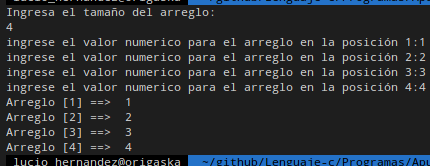 Ingresa el tamaño del arreglo:
4
ingrese el valor numerico para el arreglo en la posición 1:1
ingrese el valor numerico para el arreglo en la posición 2:2
ingrese el valor numerico para el arreglo en la posición 3:3
ingrese el valor numerico para el arreglo en la posición 4:4
Arreglo [1] ==>  1
Arreglo [2] ==>  2
Arreglo [3] ==>  3
Arreglo [4] ==>  4
lucio_hernandez@origaska ~/github/Lenguaje-c/Programas/Apu